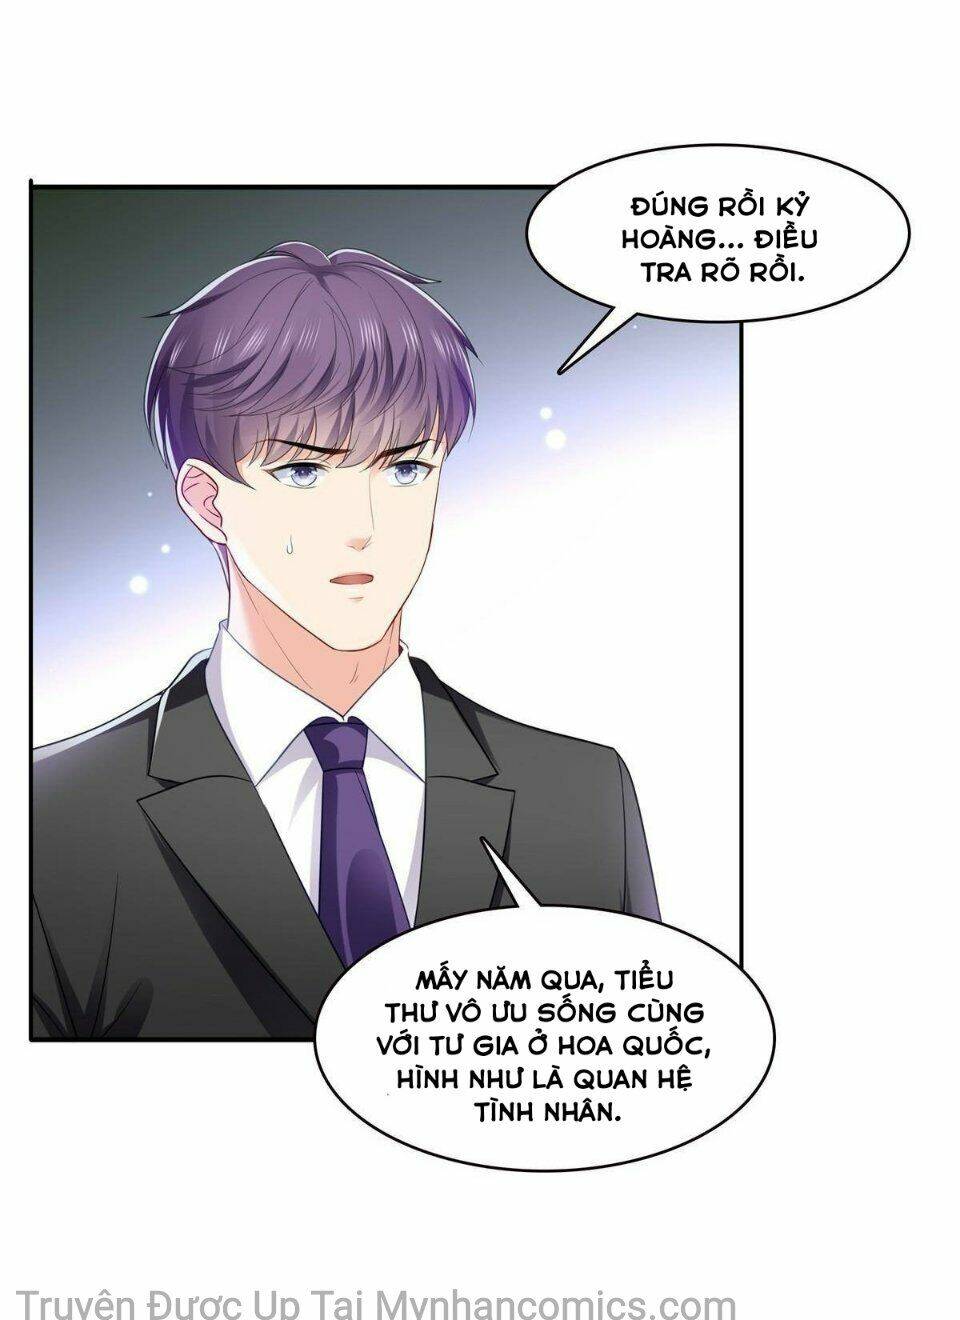 ĐÚNG RỒI KỶ
HOÀNG... ĐIỀU
TRA RÕ RỒI.
MẤY NĂM QUA, TIỂU
THƯ VÔ ƯU SỐNG CÙNG
VỚI TƯ GIA Ở HOA QUỐC,
HÌNH NHƯ LÀ QUAN HỆ
TÌNH NHÂN.
Truyện Được Up Tại Mynhancomics.com